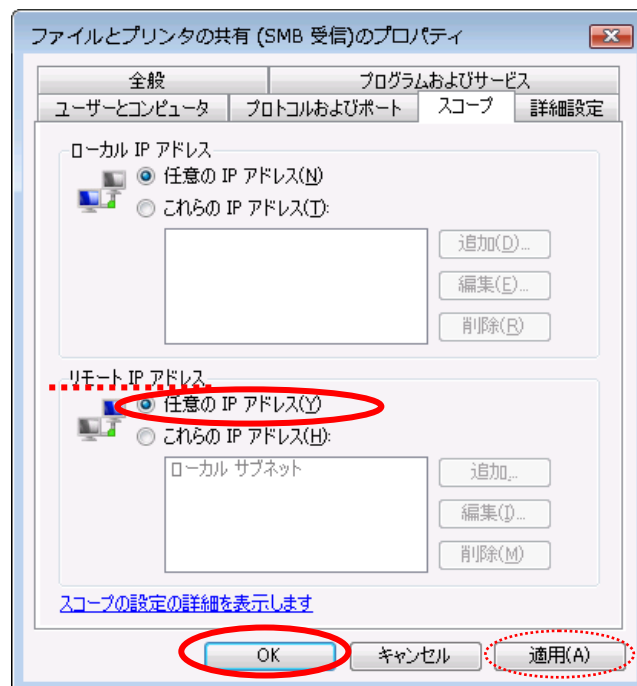 ファイルとプリンタの共有 (SMB 受信)のプロパティ
全般 プログラムおよびサービス
ユーザーとコンピュータ プロトコルおよびポート スコープ 詳細設定
ローカル IP アドレス
任意の IP アドレス(N)
これらの IP アドレス(T):
追加(D)...
編集(E)...
削除(R)
リモート IP アドレス
任意の IP アドレス(Y)
これらの IP アドレス(H):
ローカル サブネット
追加...
編集(I)...
削除(M)
スコープの設定の詳細を表示します
OK キャンセル 適用(A)